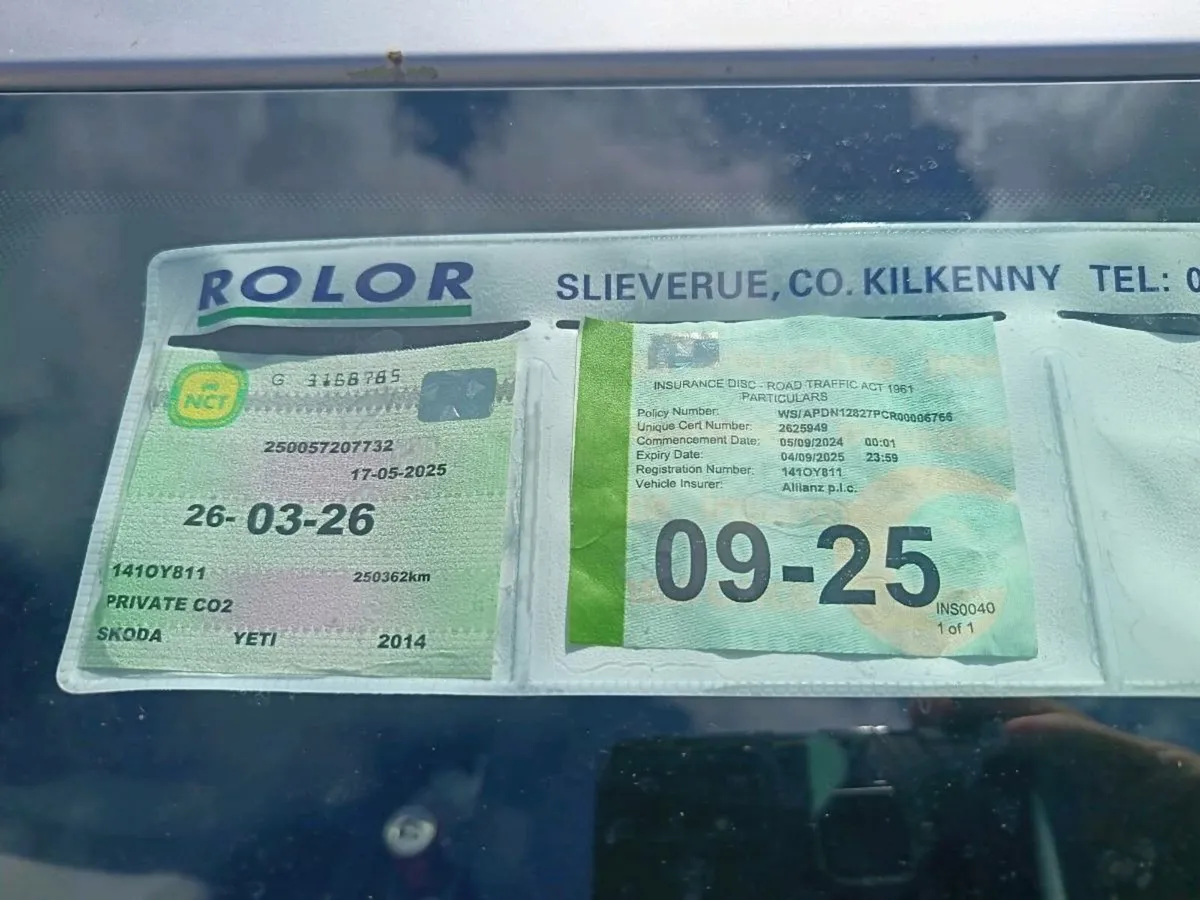 ROLOR SLIEVERUE, CO. KILKENNY TEL: 0
NCT
G 3168785
250057207732
17-05-2025
26-03-26
141OY811 250362km
PRIVATE CO2
SKODA YETI 2014
INSURANCE DISC - ROAD TRAFFIC ACT 1961
PARTICULARS
Policy Number: WS/APDN12827PCR00006766
Unique Cert Number: 2625949
Commencement Date: 05/09/2024 00:01
Expiry Date: 04/09/2025 23:59
Registration Number: 141OY811
Vehicle Insurer: Allianz p.l.c.
09-25
INS0040
1 of 1